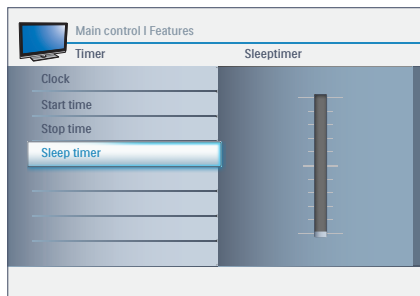 Main control I Features
Timer
Sleeptimer
Clock
Start time
Stop time
Sleep timer